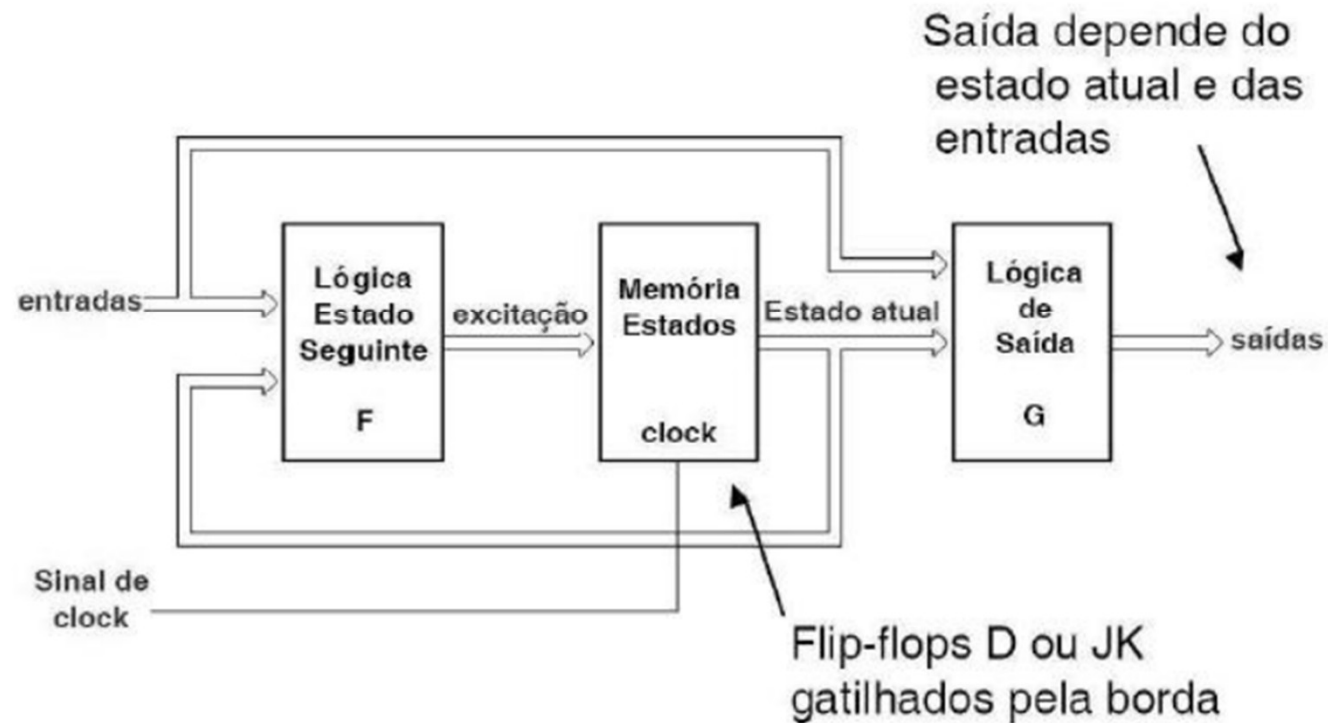 Saída depende do
estado atual e das
entradas
entradas
Lógica
Estado
Seguinte
F
excitação
Memória
Estados
clock
Estado atual
Lógica
de
Saída
G
saídas
Sinal de
clock
Flip-flops D ou JK
gatilhados pela borda